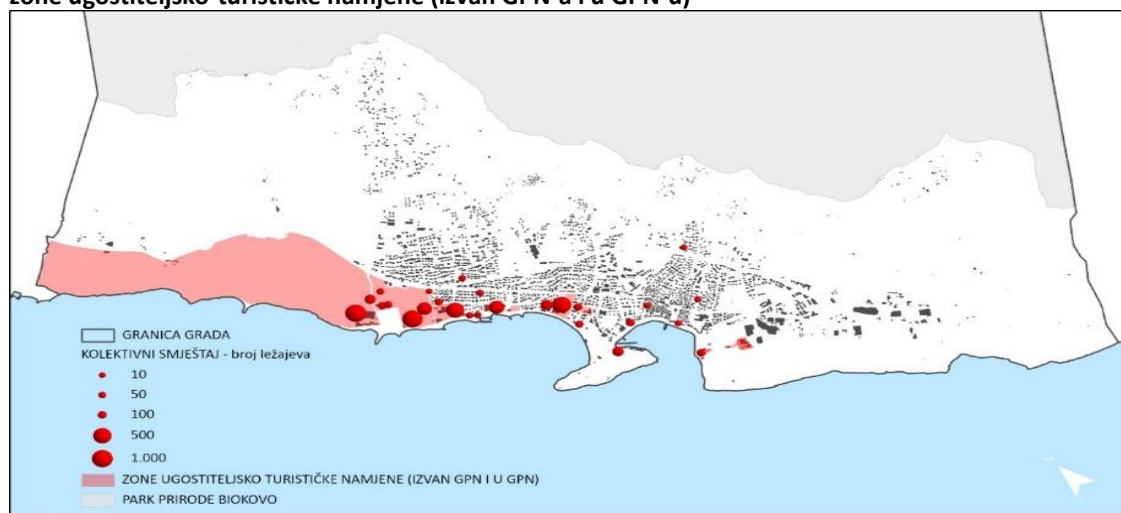 zone ugostiteljsko-turističke namjene (izvan GPN-a i u GPN-u)
GRANICA GRADA
KOLEKTIVNI SMJEŠTAJ - broj ležajeva
10
50
100
500
1.000
ZONE UGOSTITELJSKO TURISTIČKE NAMJENE (IZVAN GPN I U GPN)
PARK PRIRODE BIOKOVO